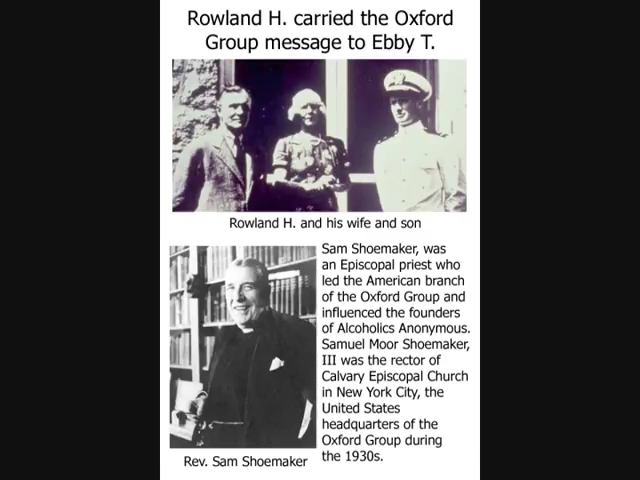 Rowland H. carried the Oxford
Group message to Ebby T.
Rowland H. and his wife and son
Sam Shoemaker, was
an Episcopal priest who
led the American branch
of the Oxford Group and
influenced the founders
of Alcoholics Anonymous.
Samuel Moor Shoemaker,
III was the rector of
Calvary Episcopal Church
in New York City, the
United States
headquarters of the
Oxford Group during
the 1930s.
Rev. Sam Shoemaker